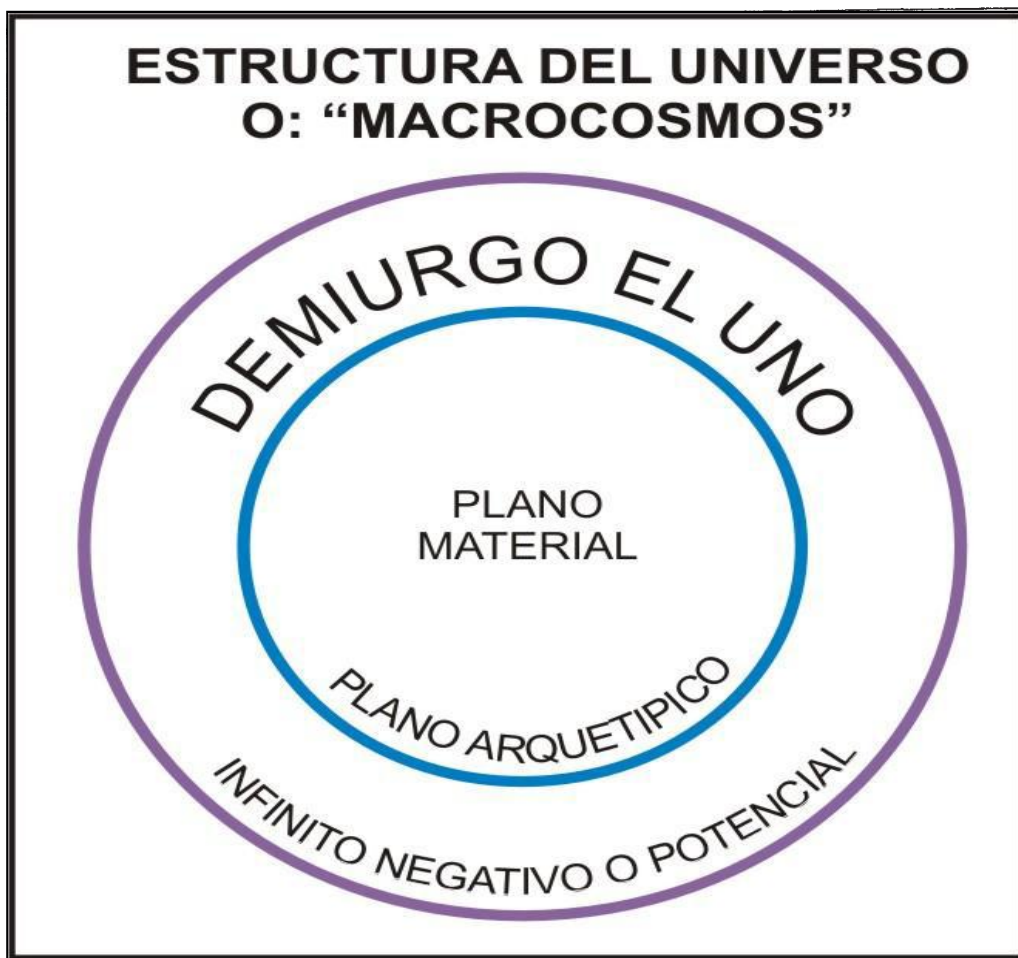 ESTRUCTURA DEL UNIVERSO
O: “MACROCOSMOS”
DEMIURGO EL UNO
PLANO
MATERIAL
PLANO ARQUETIPICO
INFINITO NEGATIVO O POTENCIAL